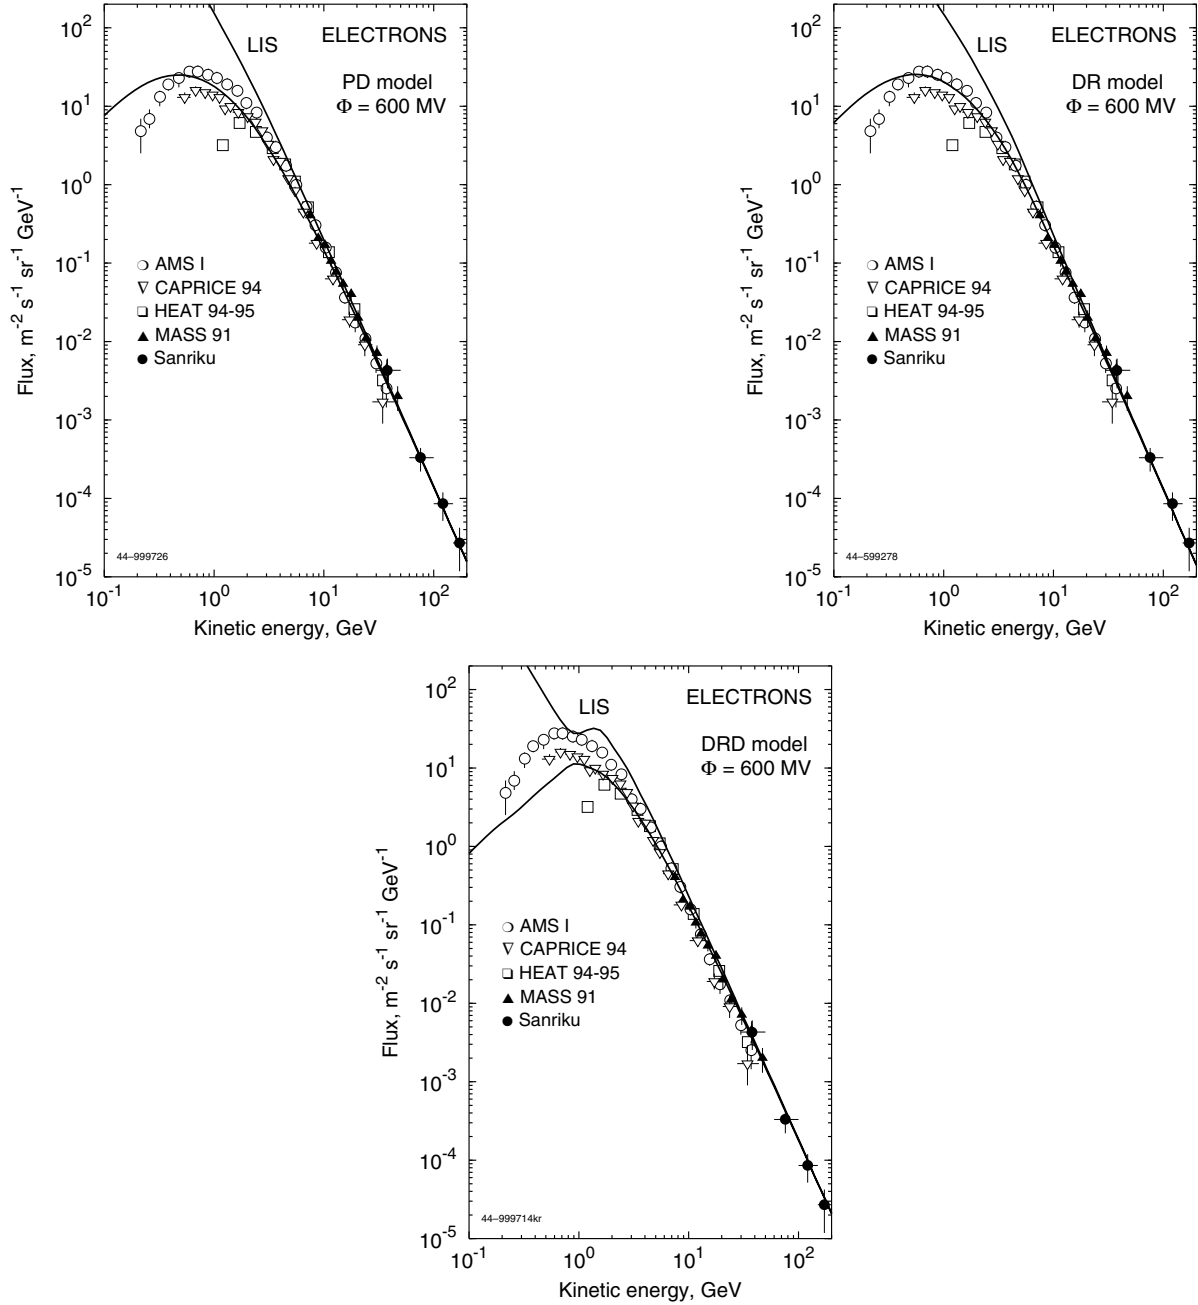 ELECTRONS
LIS
PD model
Φ = 600 MV
10^2
10^1
10^0
10^-1
10^-2
10^-3
10^-4
10^-5
Flux, m^-2 s^-1 sr^-1 GeV^-1
AMS I
CAPRICE 94
HEAT 94-95
MASS 91
Sanriku
44–999726
10^-1 10^0 10^1 10^2
Kinetic energy, GeV
ELECTRONS
LIS
DR model
Φ = 600 MV
10^2
10^1
10^0
10^-1
10^-2
10^-3
10^-4
10^-5
Flux, m^-2 s^-1 sr^-1 GeV^-1
AMS I
CAPRICE 94
HEAT 94-95
MASS 91
Sanriku
44–599278
10^-1 10^0 10^1 10^2
Kinetic energy, GeV
ELECTRONS
LIS
DRD model
Φ = 600 MV
10^2
10^1
10^0
10^-1
10^-2
10^-3
10^-4
10^-5
Flux, m^-2 s^-1 sr^-1 GeV^-1
AMS I
CAPRICE 94
HEAT 94-95
MASS 91
Sanriku
44–999714kr
10^-1 10^0 10^1 10^2
Kinetic energy, GeV